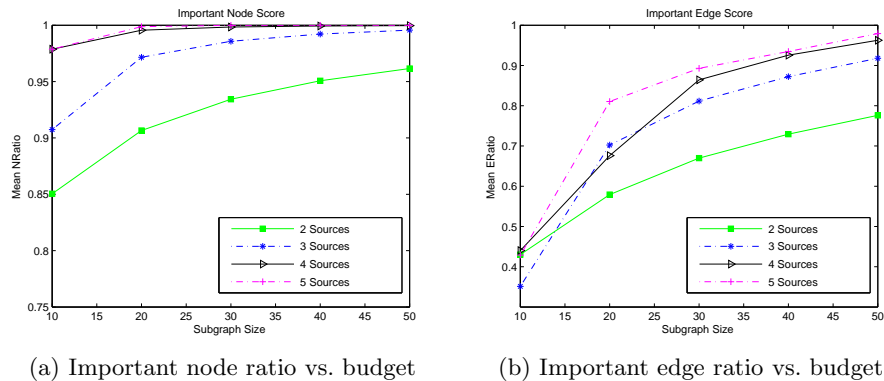 Important Node Score
1
0.95
0.9
0.85
0.8
0.75
Mean NRatio
10 15 20 25 30 35 40 45 50
Subgraph Size
2 Sources
3 Sources
4 Sources
5 Sources
(a) Important node ratio vs. budget
Important Edge Score
1
0.9
0.8
0.7
0.6
0.5
0.4
Mean ERatio
10 15 20 25 30 35 40 45 50
Subgraph Size
2 Sources
3 Sources
4 Sources
5 Sources
(b) Important edge ratio vs. budget